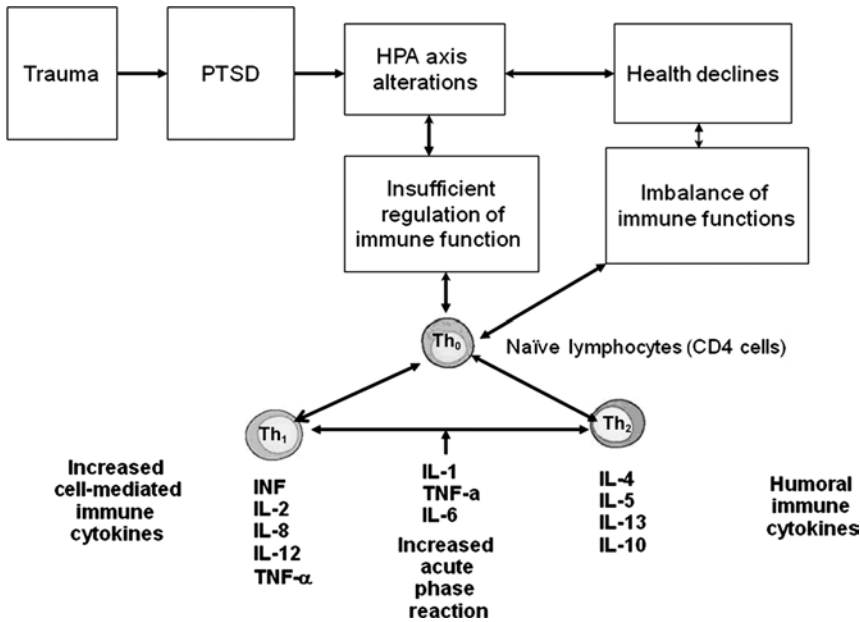 Trauma
PTSD
HPA axis
alterations
Health declines
Insufficient
regulation of
immune function
Imbalance of
immune functions
Th₀
Naïve lymphocytes (CD4 cells)
Th₁
Th₂
Increased
cell-mediated
immune
cytokines
INF
IL-2
IL-8
IL-12
TNF-α
IL-1
TNF-a
IL-6
Increased
acute
phase
reaction
IL-4
IL-5
IL-13
IL-10
Humoral
immune
cytokines